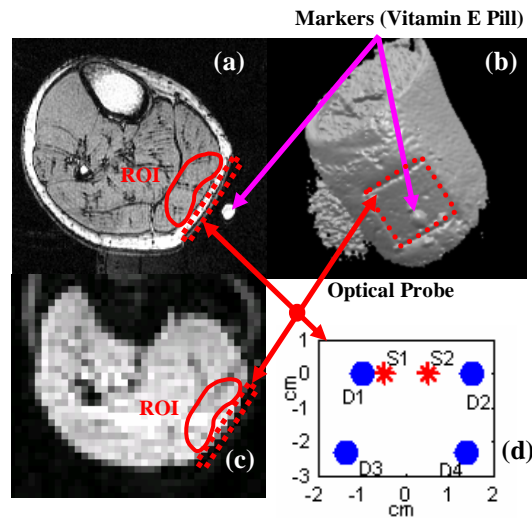 Markers (Vitamin E Pill)
(a)
(b)
ROI
Optical Probe
ROI
(c)
1
0
-1
-2
-3
cm
S1
S2
D1
D2
D3
D4
(d)
-2 -1 0 1 2
cm